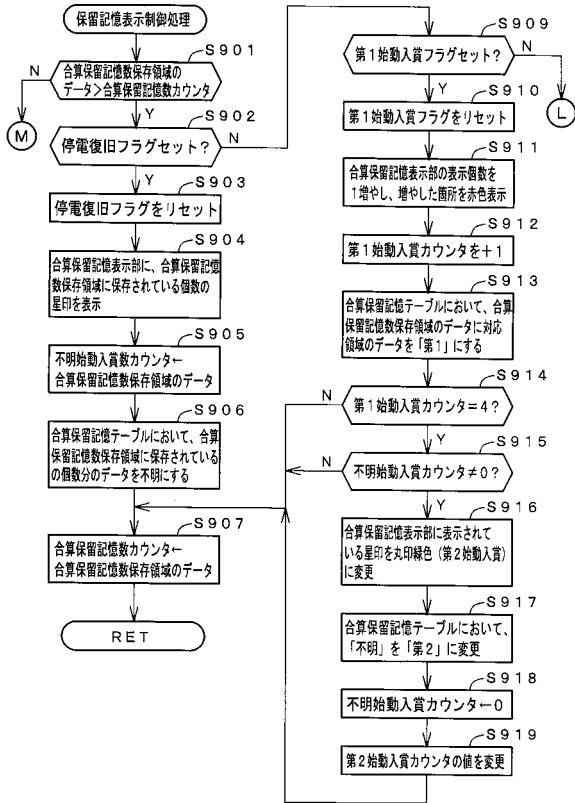 保留記憶表示制御処理
S901
N
合算保留記憶数保存領域の
データ＞合算保留記憶数カウンタ
M
Y
S902
停電復旧フラグセット？
N
Y
S903
停電復旧フラグをリセット
S904
合算保留記憶表示部に、合算保留記憶
数保存領域に保存されている個数の
星印を表示
S905
不明始動入賞数カウンタ←
合算保留記憶数保存領域のデータ
S906
合算保留記憶テーブルにおいて、合算
保留記憶数保存領域に保存されている
の個数分のデータを不明にする
S907
合算保留記憶数カウンタ←
合算保留記憶数保存領域のデータ
RET
S909
第1始動入賞フラグセット？
N
L
Y
S910
第1始動入賞フラグをリセット
S911
合算保留記憶表示部の表示個数を
1増やし、増やした箇所を赤色表示
S912
第1始動入賞カウンタを＋1
S913
合算保留記憶テーブルにおいて、合算
保留記憶数保存領域のデータに対応
領域のデータを「第1」にする
S914
N
第1始動入賞カウンタ＝4？
Y
S915
N
不明始動入賞カウンタ≠0？
Y
S916
合算保留記憶表示部に表示されて
いる星印を丸印緑色（第2始動入賞）
に変更
S917
合算保留記憶テーブルにおいて、
「不明」を「第2」に変更
S918
不明始動入賞カウンタ←0
S919
第2始動入賞カウンタの値を変更